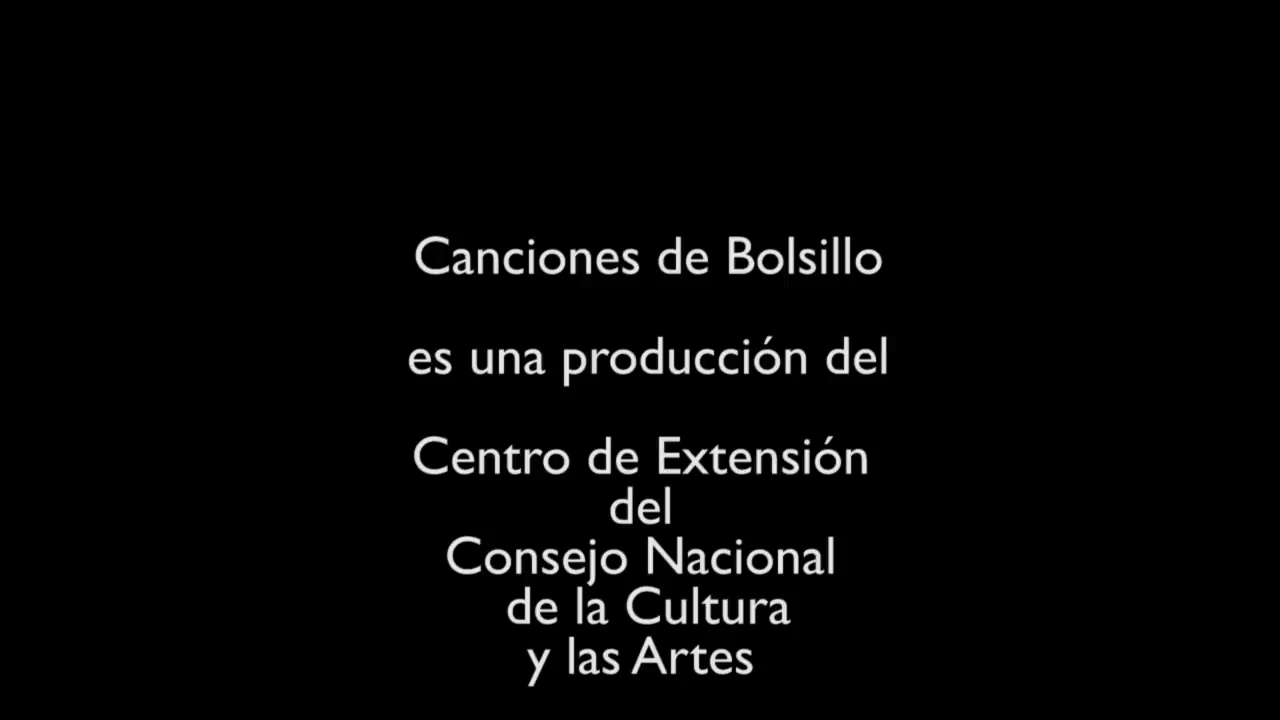 Canciones de Bolsillo
es una producción del
Centro de Extensión
del
Consejo Nacional
de la Cultura
y las Artes